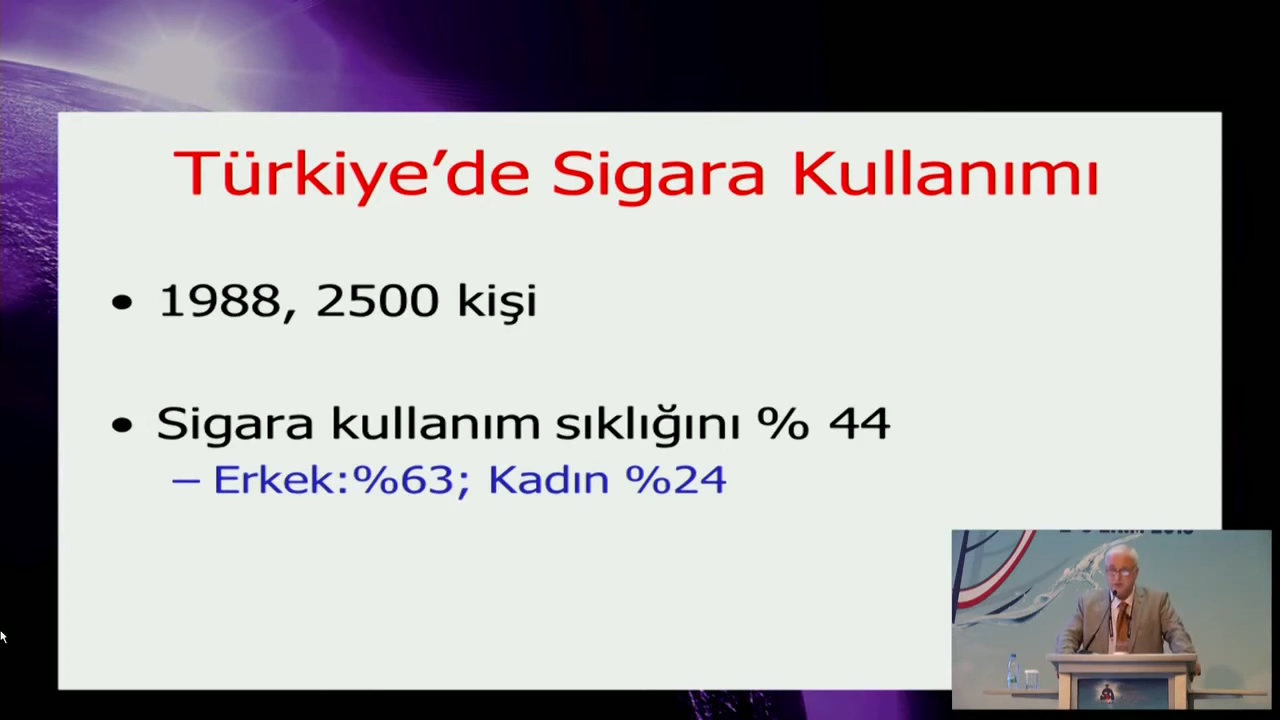 Türkiye’de Sigara Kullanımı
• 1988, 2500 kişi
• Sigara kullanım sıklığını % 44
– Erkek:%63; Kadın %24